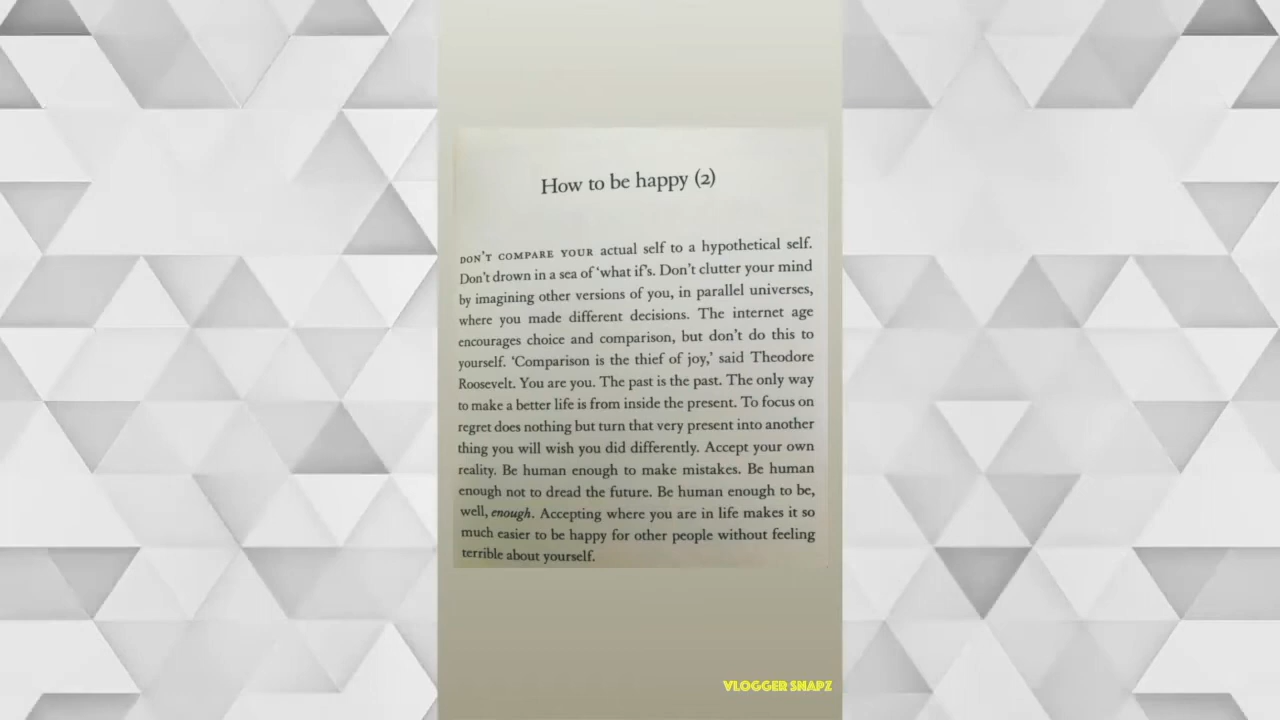 How to be happy (2)
DON'T COMPARE YOUR actual self to a hypothetical self.
Don't drown in a sea of 'what if's. Don't clutter your mind
by imagining other versions of you, in parallel universes,
where you made different decisions. The internet age
encourages choice and comparison, but don't do this to
yourself. 'Comparison is the thief of joy,' said Theodore
Roosevelt. You are you. The past is the past. The only way
to make a better life is from inside the present. To focus on
regret does nothing but turn that very present into another
thing you will wish you did differently. Accept your own
reality. Be human enough to make mistakes. Be human
enough not to dread the future. Be human enough to be,
well, enough. Accepting where you are in life makes it so
much easier to be happy for other people without feeling
terrible about yourself.
VLOGGER SNAPZ